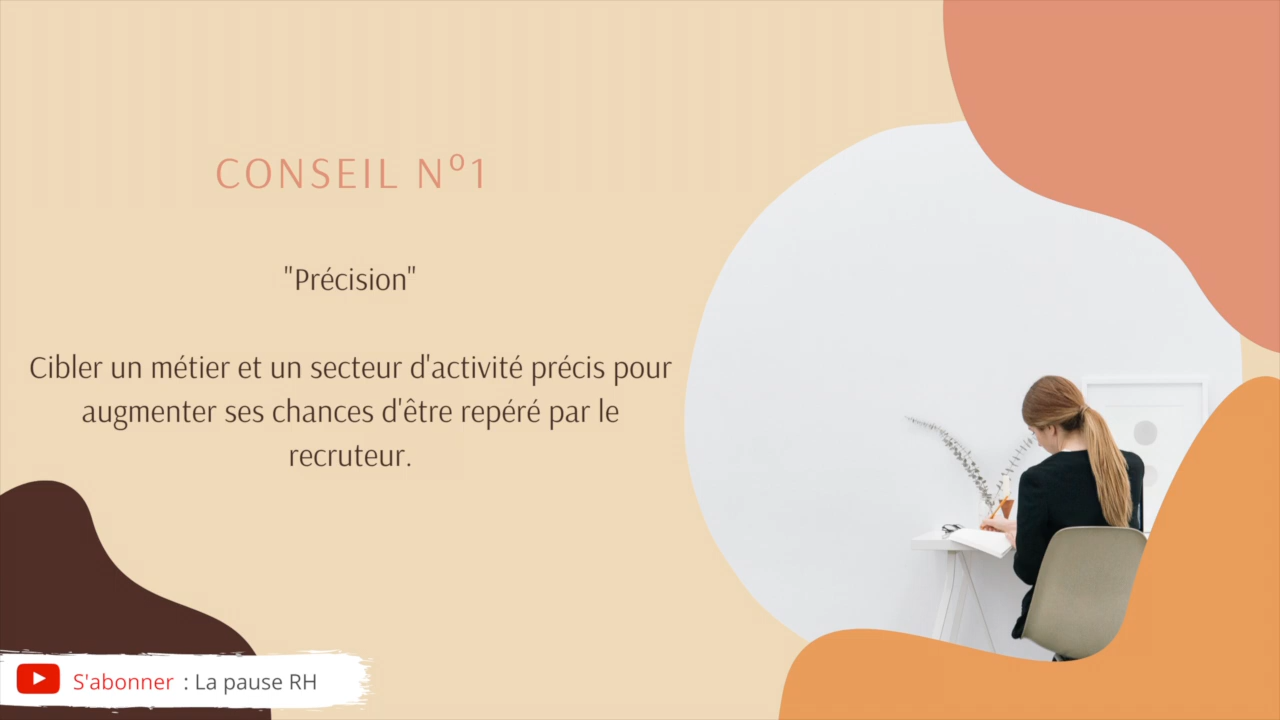 CONSEIL Nº1
"Précision"
Cibler un métier et un secteur d'activité précis pour
augmenter ses chances d'être repéré par le
recruteur.
S'abonner : La pause RH